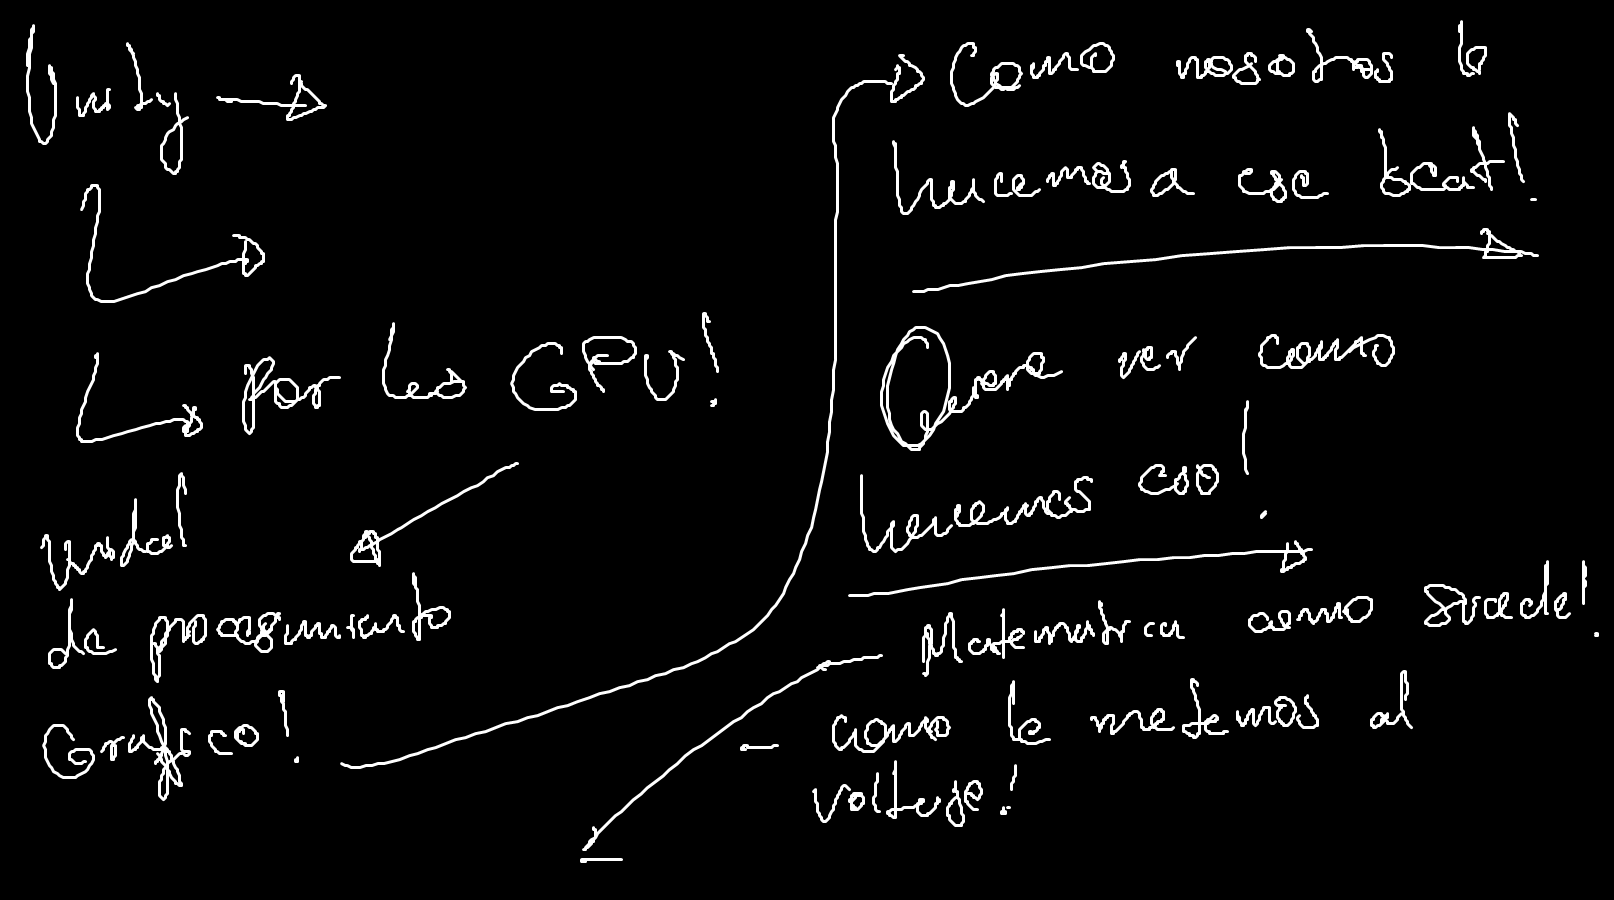 Unity
por las GPU!
Unidad
de procesamiento
Grafico!
Como nosotros lo
hacemos a ese beat!
Quiero ver como
hacemos eso!
Matematica como sucede!
- como le metemos al
voltaje!